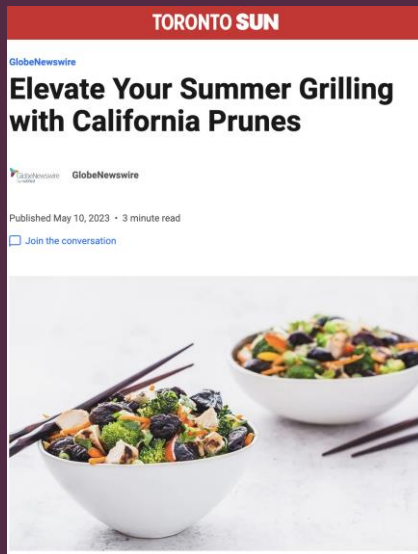 TORONTO SUN
GlobeNewswire
Elevate Your Summer Grilling
with California Prunes
GlobeNewswire
GlobeNewswire
Published May 10, 2023 • 3 minute read
Join the conversation